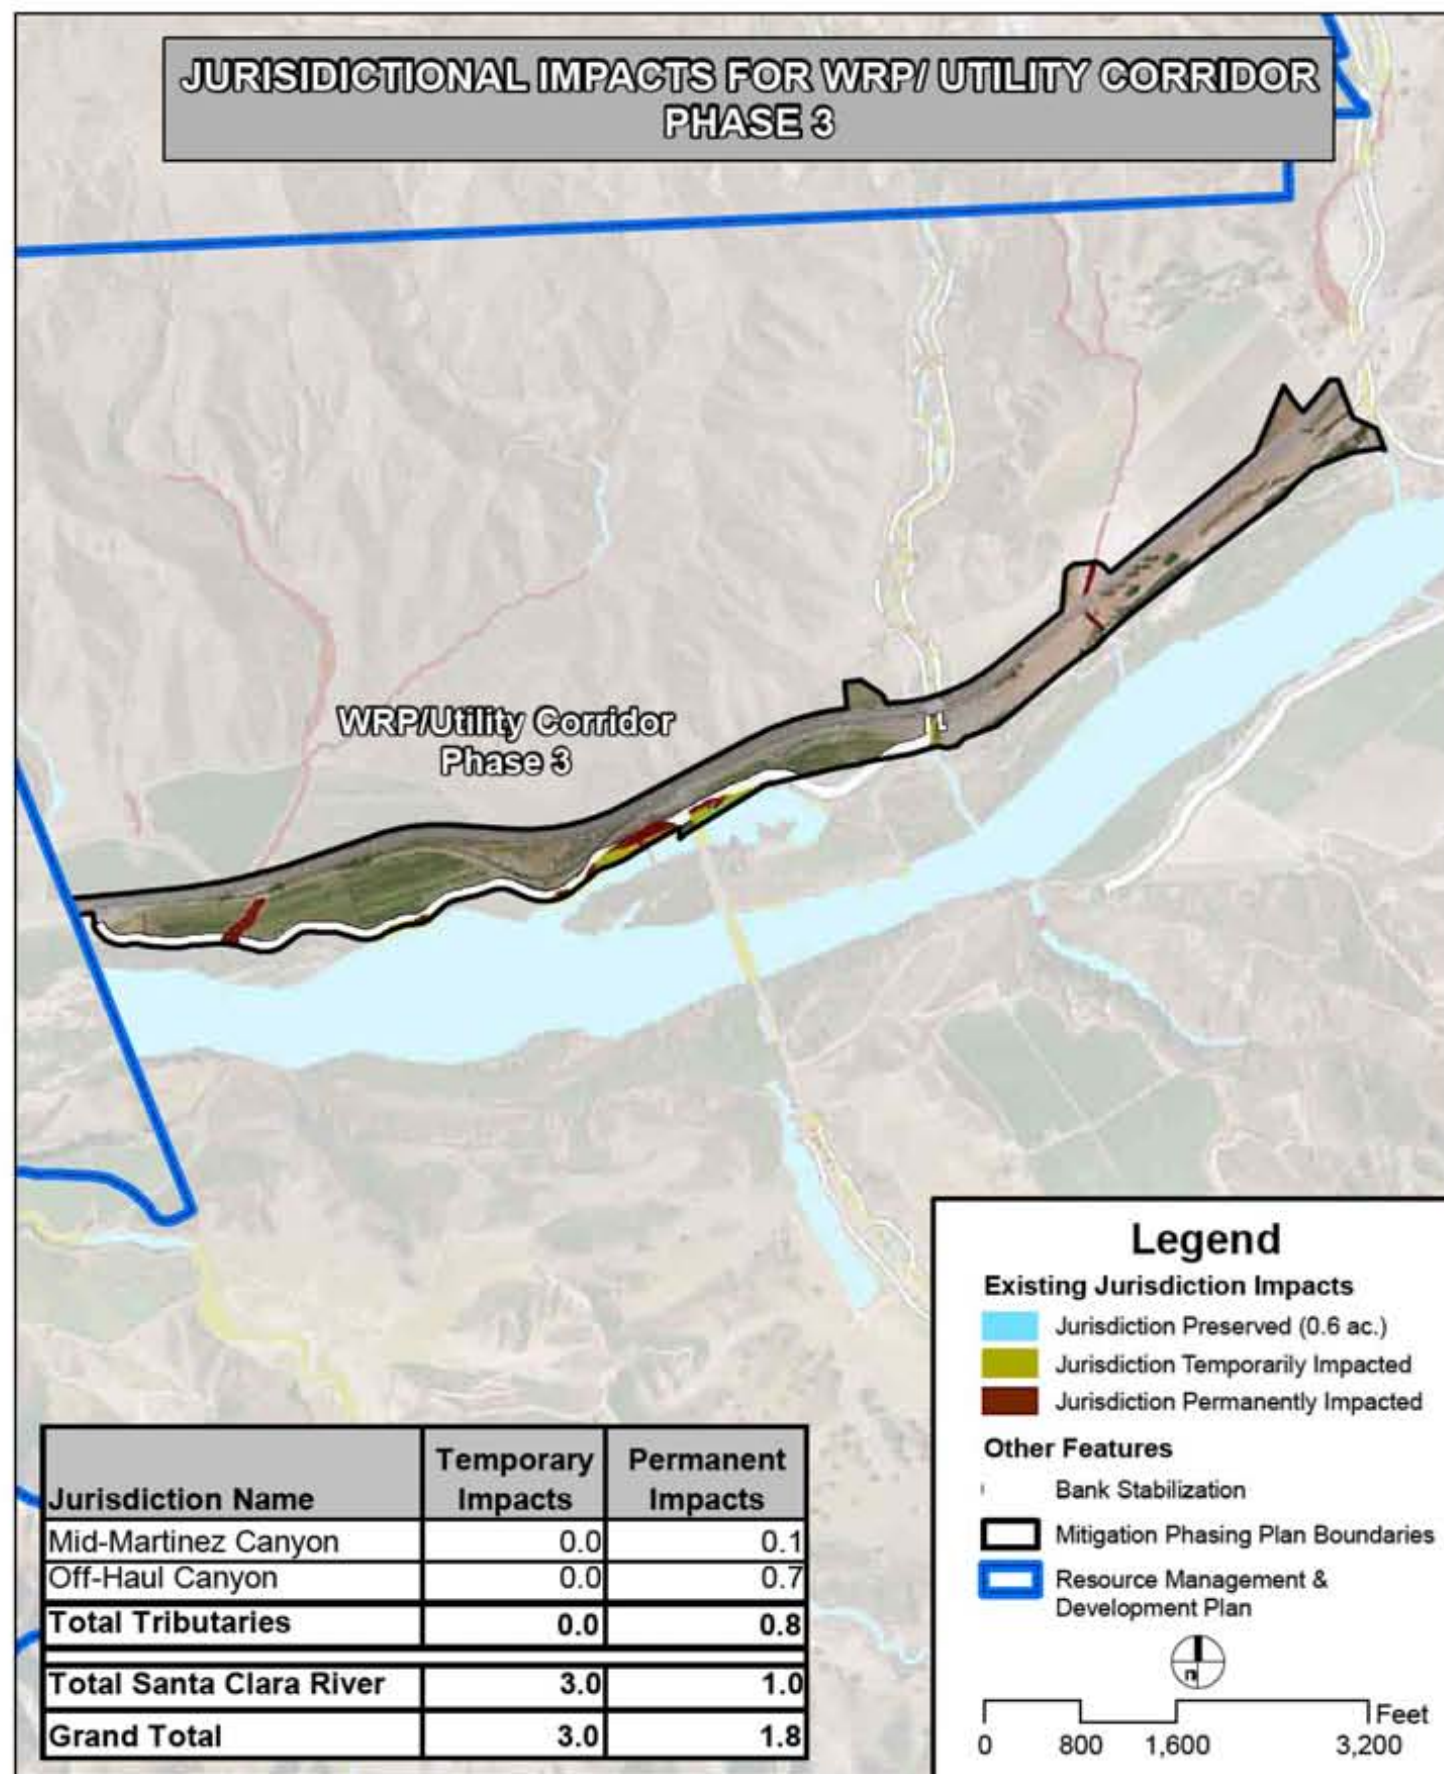 JURISIDICTIONAL IMPACTS FOR WRP/ UTILITY CORRIDOR
PHASE 3
WRP/Utility Corridor
Phase 3
Legend
Existing Jurisdiction Impacts
Jurisdiction Preserved (0.6 ac.)
Jurisdiction Temporarily Impacted
Jurisdiction Permanently Impacted
Other Features
Bank Stabilization
Mitigation Phasing Plan Boundaries
Resource Management &
Development Plan
n
Feet
0 800 1,600 3,200
Jurisdiction Name Temporary Impacts Permanent Impacts
Mid-Martinez Canyon 0.0 0.1
Off-Haul Canyon 0.0 0.7
Total Tributaries 0.0 0.8
Total Santa Clara River 3.0 1.0
Grand Total 3.0 1.8